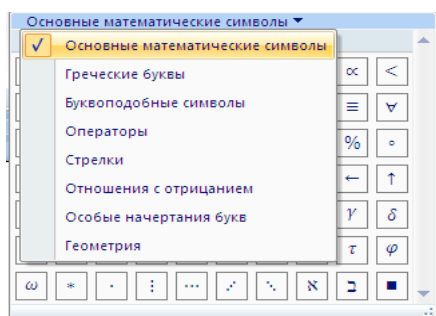 Основные математические символы ▼
✓ Основные математические символы
Греческие буквы
Буквоподобные символы
Операторы
Стрелки
Отношения с отрицанием
Особые начертания букв
Геометрия
∝ <
≡ ∀
% ∘
← ↑
γ δ
τ φ
ω * ∙ ⋮ ⋯ ⋰ ⋱ ℵ ℶ ∎